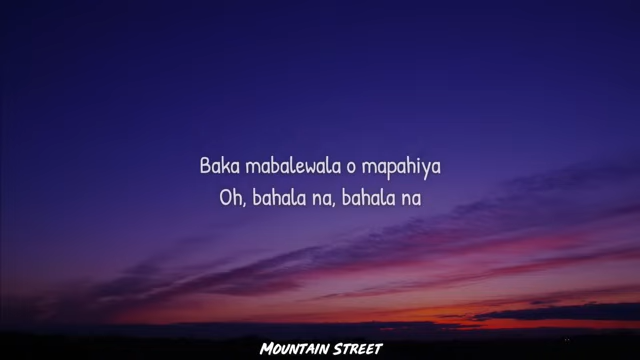 Baka mabalewala o mapahiya
Oh, bahala na, bahala na
MOUNTAIN STREET